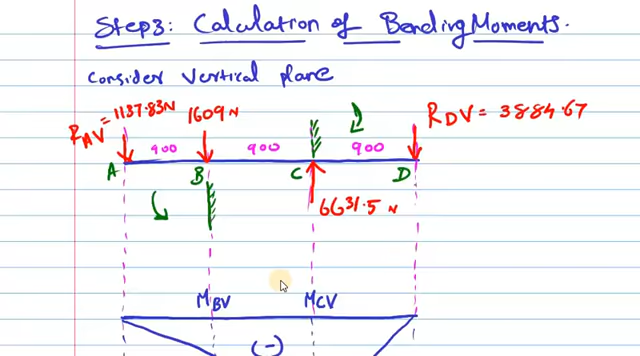 Step3: Calculation of Bending Moments.
Consider vertical plane
RAV = 1137.83N 1609 N RDV = 3884.67
900 900 900
A B C D
6631.5 N
MBV MCV
(-)